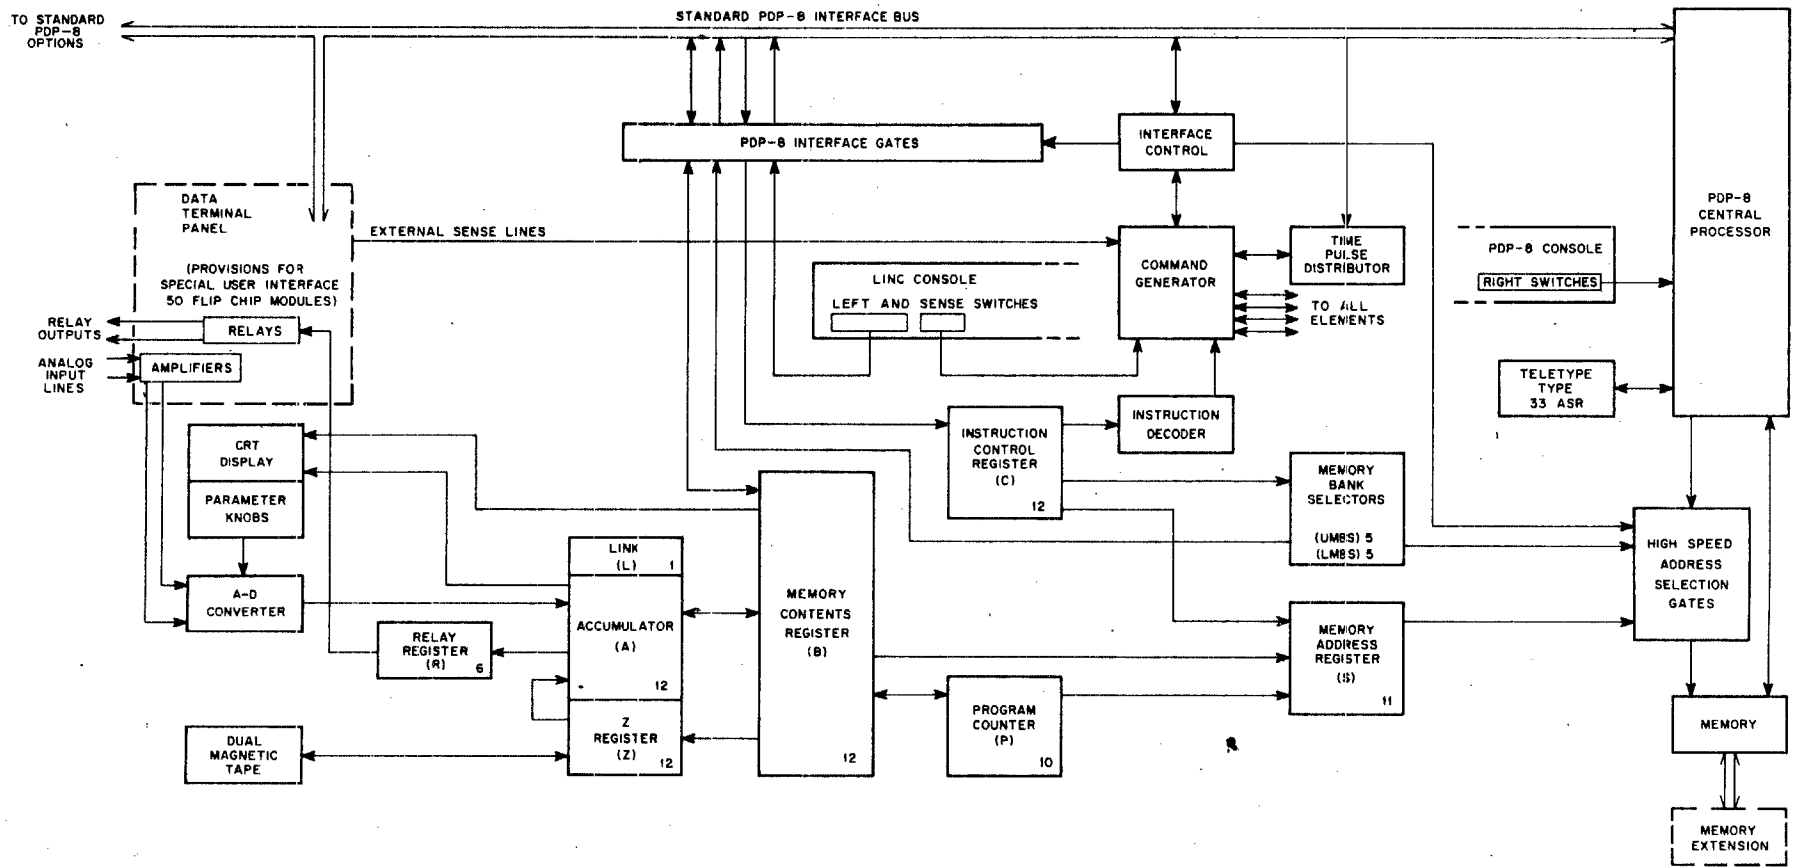 TO STANDARD
PDP-8
OPTIONS
STANDARD PDP-8 INTERFACE BUS
PDP-8 INTERFACE GATES
INTERFACE
CONTROL
PDP-8
CENTRAL
PROCESSOR
DATA
TERMINAL
PANEL
(PROVISIONS FOR
SPECIAL USER INTERFACE
50 FLIP CHIP MODULES)
EXTERNAL SENSE LINES
RELAY
OUTPUTS
RELAYS
ANALOG
INPUT
LINES
AMPLIFIERS
LINC CONSOLE
LEFT AND SENSE SWITCHES
COMMAND
GENERATOR
TIME
PULSE
DISTRIBUTOR
TO ALL
ELEMENTS
PDP-8 CONSOLE
RIGHT SWITCHES
TELETYPE
TYPE
33 ASR
CRT
DISPLAY
PARAMETER
KNOBS
A-D
CONVERTER
INSTRUCTION
CONTROL
REGISTER
(C)
12
INSTRUCTION
DECODER
MEMORY
BANK
SELECTORS
(UMBS) 5
(LMBS) 5
HIGH SPEED
ADDRESS
SELECTION
GATES
LINK
(L) 1
ACCUMULATOR
(A)
12
Z
REGISTER
(Z)
12
RELAY
REGISTER
(R)
6
MEMORY
CONTENTS
REGISTER
(B)
12
MEMORY
ADDRESS
REGISTER
(S)
11
PROGRAM
COUNTER
(P)
10
DUAL
MAGNETIC
TAPE
MEMORY
MEMORY
EXTENSION